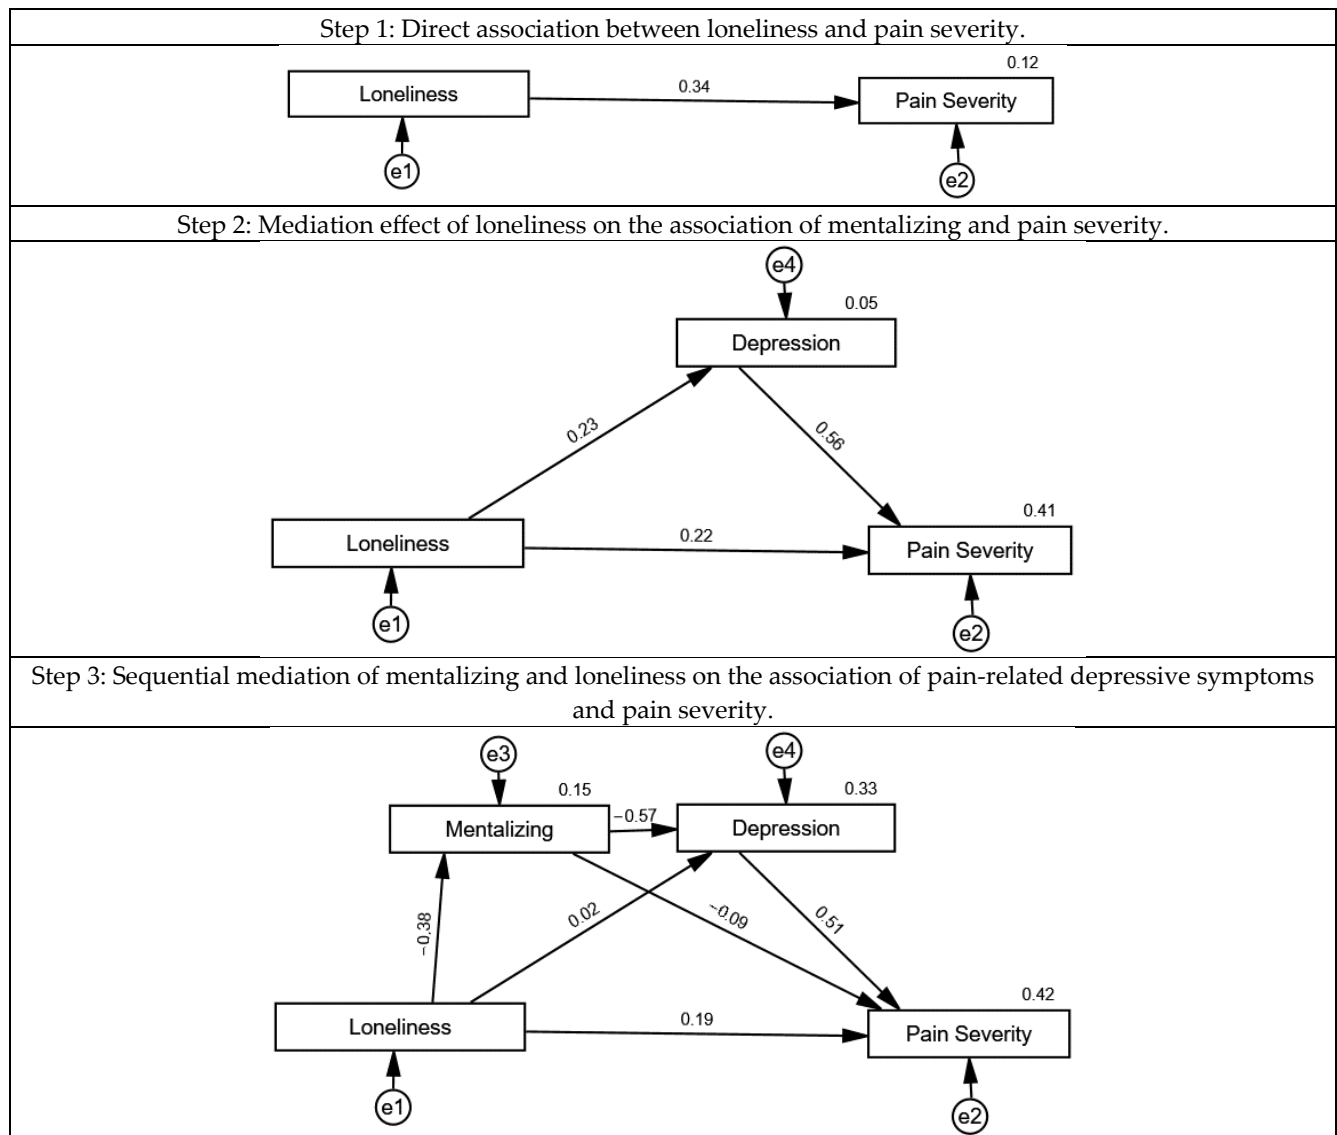 Step 1: Direct association between loneliness and pain severity.
0.12
Loneliness
0.34
Pain Severity
e1
e2
Step 2: Mediation effect of loneliness on the association of mentalizing and pain severity.
e4
0.05
Depression
0.23
0.56
0.41
Loneliness
0.22
Pain Severity
e1
e2
Step 3: Sequential mediation of mentalizing and loneliness on the association of pain-related depressive symptoms
and pain severity.
e3
e4
0.15
0.33
Mentalizing
−0.57
Depression
−0.38
0.02
−0.09
0.51
0.42
Loneliness
0.19
Pain Severity
e1
e2